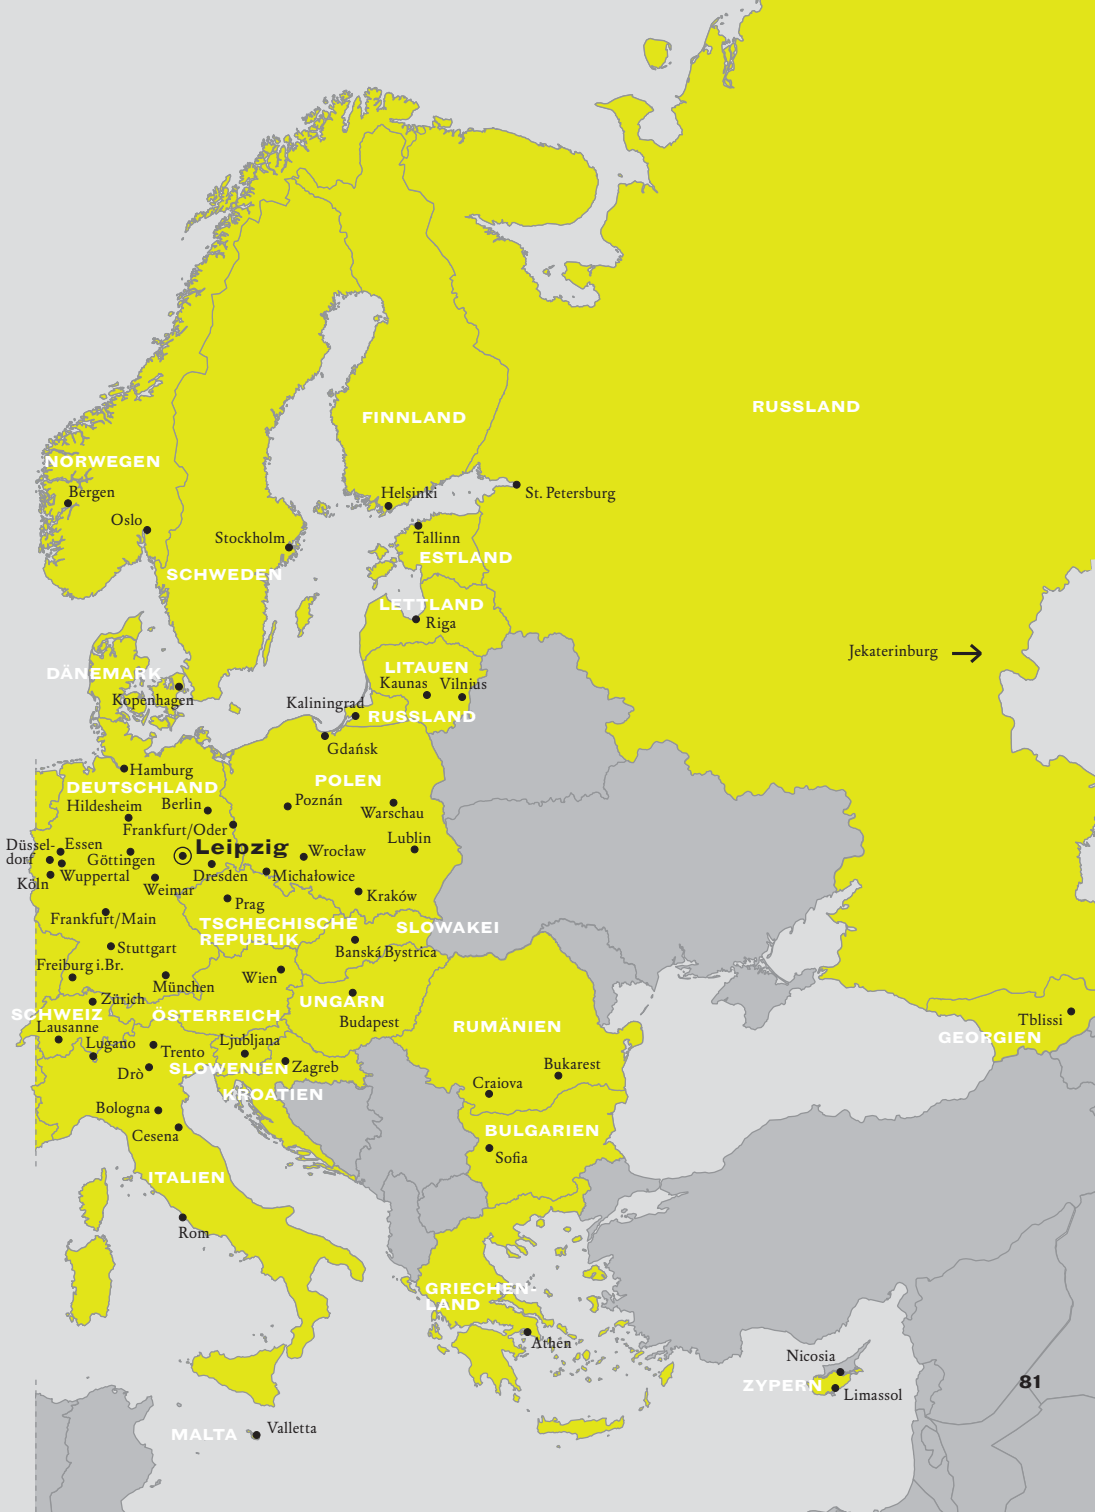 FINNLAND
RUSSLAND
NORWEGEN
Bergen
Oslo
Helsinki
St. Petersburg
Stockholm
Tallinn
ESTLAND
SCHWEDEN
LETTLAND
Riga
Jekaterinburg
DÄNEMARK
LITAUEN
Kaunas
Vilnius
Kopenhagen
Kaliningrad
RUSSLAND
Gdańsk
Hamburg
POLEN
DEUTSCHLAND
Hildesheim
Berlin
Poznán
Warschau
Frankfurt/Oder
Lublin
Düssel-
dorf
Essen
Göttingen
Leipzig
Wrocław
Köln
Wuppertal
Weimar
Dresden
Michałowice
Kraków
Prag
Frankfurt/Main
TSCHECHISCHE
REPUBLIK
SLOWAKEI
Stuttgart
Banská Bystrica
Freiburg i.Br.
Wien
München
Zürich
UNGARN
SCHWEIZ
ÖSTERREICH
Lausanne
Budapest
RUMÄNIEN
Tblissi
GEORGIEN
Lugano
Trento
Ljubljana
Drò
SLOWENIEN
Zagreb
Bukarest
Craiova
KROATIEN
Bologna
Cesena
BULGARIEN
Sofia
ITALIEN
Rom
GRIECHEN-
LAND
Athen
Nicosia
ZYPERN
Limassol
81
MALTA
Valletta